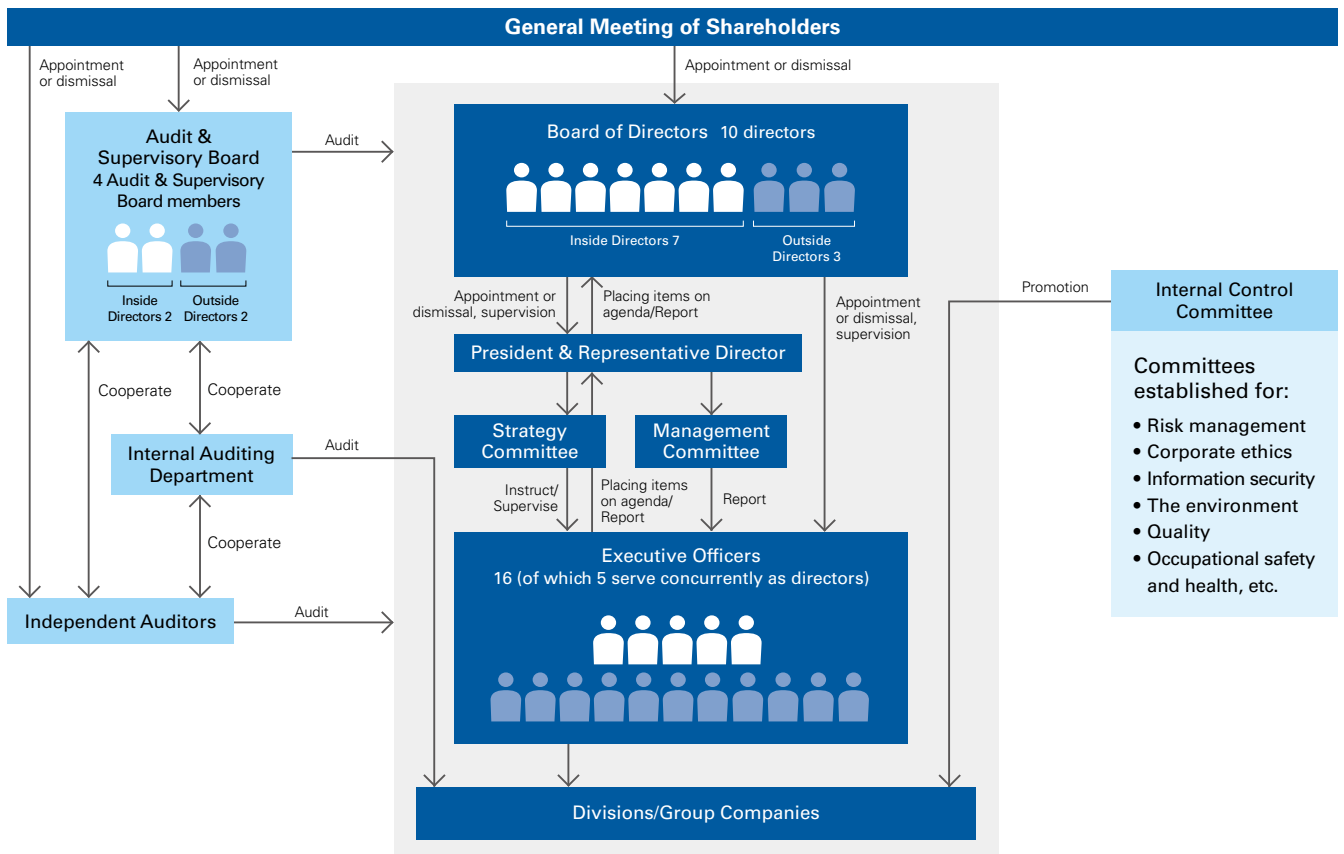 General Meeting of Shareholders
Appointment
or dismissal
Appointment
or dismissal
Appointment or dismissal
Audit &
Supervisory Board
4 Audit & Supervisory
Board members
Inside
Directors 2
Outside
Directors 2
Audit
Board of Directors 10 directors
Inside Directors 7
Outside
Directors 3
Appointment or
dismissal, supervision
Placing items on
agenda/Report
Appointment
or dismissal,
supervision
Promotion
Internal Control
Committee
Committees
established for:
• Risk management
• Corporate ethics
• Information security
• The environment
• Quality
• Occupational safety
and health, etc.
President & Representative Director
Cooperate
Cooperate
Strategy
Committee
Management
Committee
Internal Auditing
Department
Audit
Instruct/
Supervise
Placing items
on agenda/
Report
Report
Cooperate
Executive Officers
16 (of which 5 serve concurrently as directors)
Independent Auditors
Audit
Divisions/Group Companies